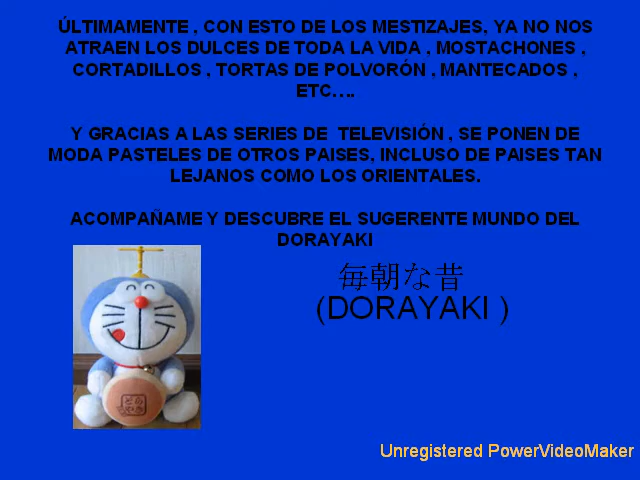 ÚLTIMAMENTE , CON ESTO DE LOS MESTIZAJES, YA NO NOS
ATRAEN LOS DULCES DE TODA LA VIDA , MOSTACHONES ,
CORTADILLOS , TORTAS DE POLVORÓN , MANTECADOS ,
ETC….
Y GRACIAS A LAS SERIES DE TELEVISIÓN , SE PONEN DE
MODA PASTELES DE OTROS PAISES, INCLUSO DE PAISES TAN
LEJANOS COMO LOS ORIENTALES.
ACOMPAÑAME Y DESCUBRE EL SUGERENTE MUNDO DEL
DORAYAKI
毎朝な昔
(DORAYAKI )
Unregistered PowerVideoMaker